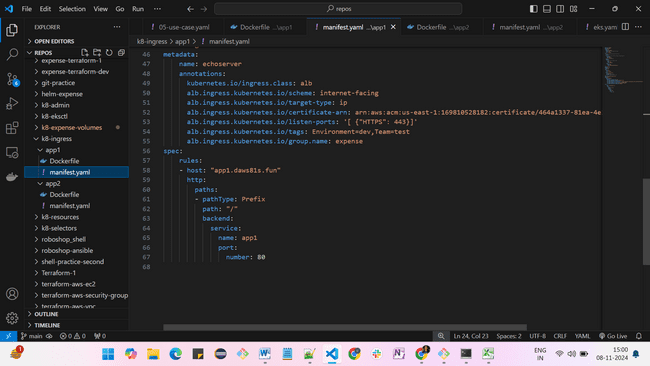 File Edit Selection View Go Run ···
repos
EXPLORER
05-use-case.yaml
Dockerfile ...\app1
manifest.yaml ...\app1
Dockerfile ...\app2
manifest.yaml ...\app2
eks.yaml
OPEN EDITORS
REPOS
k8-ingress > app1 > manifest.yaml
expense-terraform-1
expense-terraform-dev
git-practice
helm-expense
k8-admin
k8-eksctl
k8-expense-volumes
k8-ingress
app1
Dockerfile
manifest.yaml
app2
Dockerfile
manifest.yaml
k8-resources
k8-selectors
roboshop_shell
roboshop-ansible
shell-practice-second
Terraform-1
terraform-aws-ec2
terraform-aws-security-group
terraform-aws-vpc
OUTLINE
TIMELINE
46 metadata:
47 name: echoserver
48 annotations:
49 kubernetes.io/ingress.class: alb
50 alb.ingress.kubernetes.io/scheme: internet-facing
51 alb.ingress.kubernetes.io/target-type: ip
52 alb.ingress.kubernetes.io/certificate-arn: arn:aws:acm:us-east-1:169810528182:certificate/464a1337-81ea-4e
53 alb.ingress.kubernetes.io/listen-ports: '[ {"HTTPS": 443}]'
54 alb.ingress.kubernetes.io/tags: Environment=dev,Team=test
55 alb.ingress.kubernetes.io/group.name: expense
56 spec:
57 rules:
58 - host: "app1.daws81s.fun"
59 http:
60 paths:
61 - pathType: Prefix
62 path: "/"
63 backend:
64 service:
65 name: app1
66 port:
67 number: 80
68
main
0 0
0
Ln 24, Col 23
Spaces: 2
UTF-8
CRLF
YAML
Go Live
ENG
IN
15:00
08-11-2024